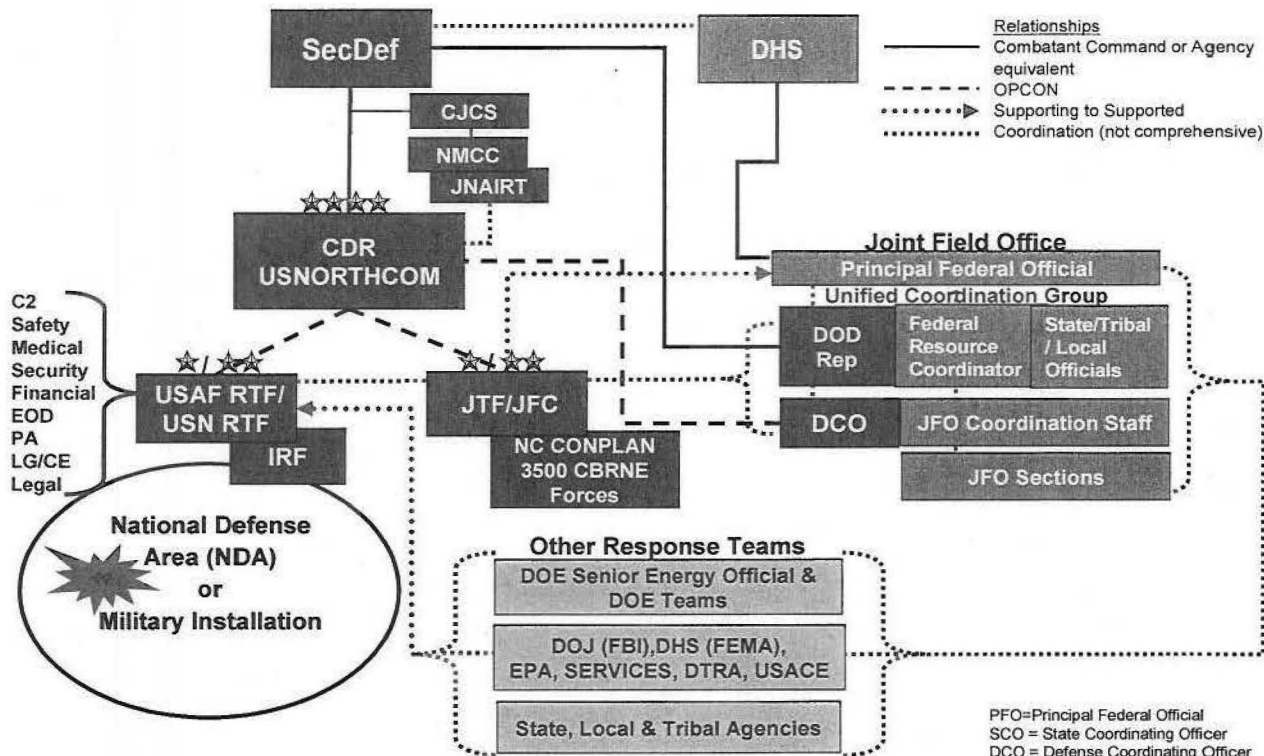 SecDef
DHS
Relationships
Combatant Command or Agency
equivalent
OPCON
Supporting to Supported
Coordination (not comprehensive)
CJCS
NMCC
JNAIRT
CDR
USNORTHCOM
Joint Field Office
Principal Federal Official
Unified Coordination Group
DOD
Rep
Federal
Resource
Coordinator
State/Tribal
/ Local
Officials
C2
Safety
Medical
Security
Financial
EOD
PA
LG/CE
Legal
USAF RTF/
USN RTF
IRF
JTF/JFC
NC CONPLAN
3500 CBRNE
Forces
DCO
JFO Coordination Staff
JFO Sections
National Defense
Area (NDA)
or
Military Installation
Other Response Teams
DOE Senior Energy Official &
DOE Teams
DOJ (FBI),DHS (FEMA),
EPA, SERVICES, DTRA, USACE
State, Local & Tribal Agencies
PFO=Principal Federal Official
SCO = State Coordinating Officer
DCO = Defense Coordinating Officer